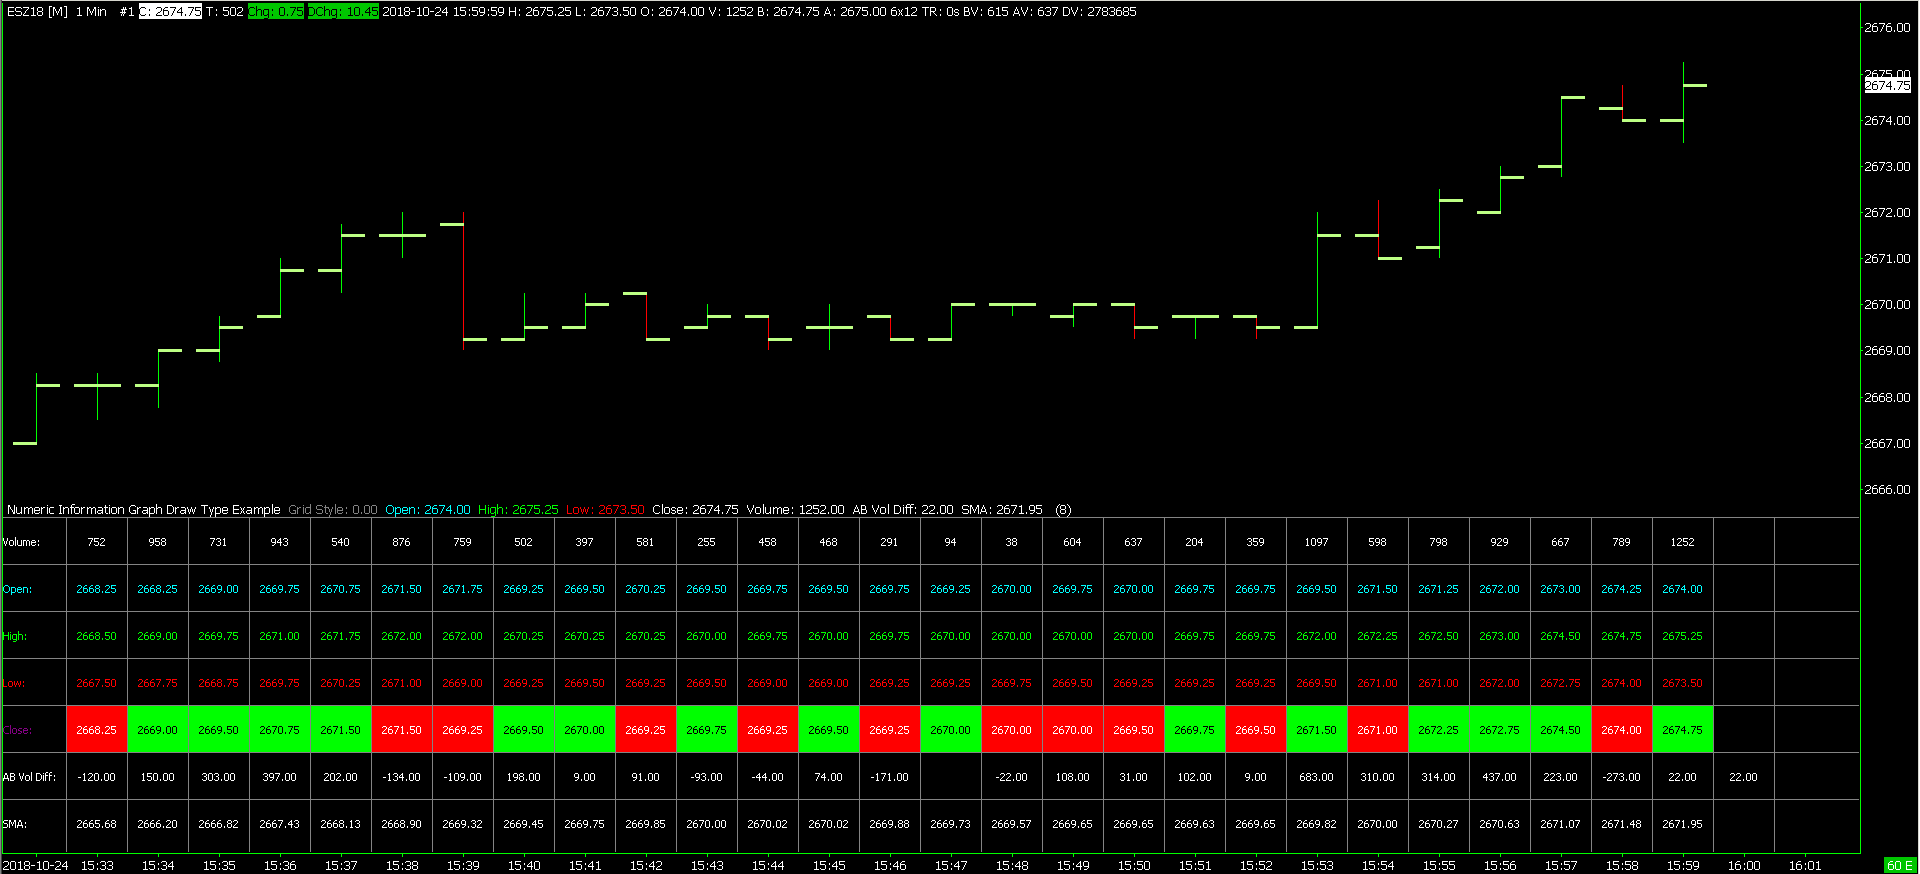 ESZ18 [M] 1 Min #1 C: 2674.75 T: 502 Chg: 0.75 DChg: 10.45 2018-10-24 15:59:59 H: 2675.25 L: 2673.50 O: 2674.00 V: 1252 B: 2674.75 A: 2675.00 6x12 TR: 0s BV: 615 AV: 637 DV: 2783685
2676.00
2675.00
2674.75
2674.00
2673.00
2672.00
2671.00
2670.00
2669.00
2668.00
2667.00
2666.00
Numeric Information Graph Draw Type Example Grid Style: 0.00 Open: 2674.00 High: 2675.25 Low: 2673.50 Close: 2674.75 Volume: 1252.00 AB Vol Diff: 22.00 SMA: 2671.95 (8)
Volume: 752 958 731 943 540 876 759 502 397 581 255 458 468 291 94 38 604 637 204 359 1097 598 798 929 667 789 1252
Open: 2668.25 2668.25 2669.00 2669.75 2670.75 2671.50 2671.75 2669.25 2669.50 2670.25 2669.50 2669.75 2669.50 2669.75 2669.25 2670.00 2669.75 2670.00 2669.75 2669.75 2669.50 2671.50 2671.25 2672.00 2673.00 2674.25 2674.00
High: 2668.50 2669.00 2669.75 2671.00 2671.75 2672.00 2672.00 2670.25 2670.25 2670.25 2670.00 2669.75 2670.00 2669.75 2670.00 2670.00 2670.00 2670.00 2669.75 2669.75 2672.00 2672.25 2672.50 2673.00 2674.50 2674.75 2675.25
Low: 2667.50 2667.75 2668.75 2669.75 2670.25 2671.00 2669.00 2669.25 2669.50 2669.25 2669.50 2669.00 2669.00 2669.25 2669.25 2669.75 2669.50 2669.25 2669.25 2669.25 2669.50 2671.00 2671.00 2672.00 2672.75 2674.00 2673.50
Close: 2668.25 2669.00 2669.50 2670.75 2671.50 2671.50 2669.25 2669.50 2670.00 2669.25 2669.75 2669.25 2669.50 2669.25 2670.00 2670.00 2670.00 2669.50 2669.75 2669.50 2671.50 2671.00 2672.25 2672.75 2674.50 2674.00 2674.75
AB Vol Diff: -120.00 150.00 303.00 397.00 202.00 -134.00 -109.00 198.00 9.00 91.00 -93.00 -44.00 74.00 -171.00 -22.00 108.00 31.00 102.00 9.00 683.00 310.00 314.00 437.00 223.00 -273.00 22.00 22.00
SMA: 2665.68 2666.20 2666.82 2667.43 2668.13 2668.90 2669.32 2669.45 2669.75 2669.85 2670.00 2670.02 2670.02 2669.88 2669.73 2669.57 2669.65 2669.65 2669.63 2669.65 2669.82 2670.00 2670.27 2670.63 2671.07 2671.48 2671.95
2018-10-24 15:33 15:34 15:35 15:36 15:37 15:38 15:39 15:40 15:41 15:42 15:43 15:44 15:45 15:46 15:47 15:48 15:49 15:50 15:51 15:52 15:53 15:54 15:55 15:56 15:57 15:58 15:59 16:00 16:01 60 E